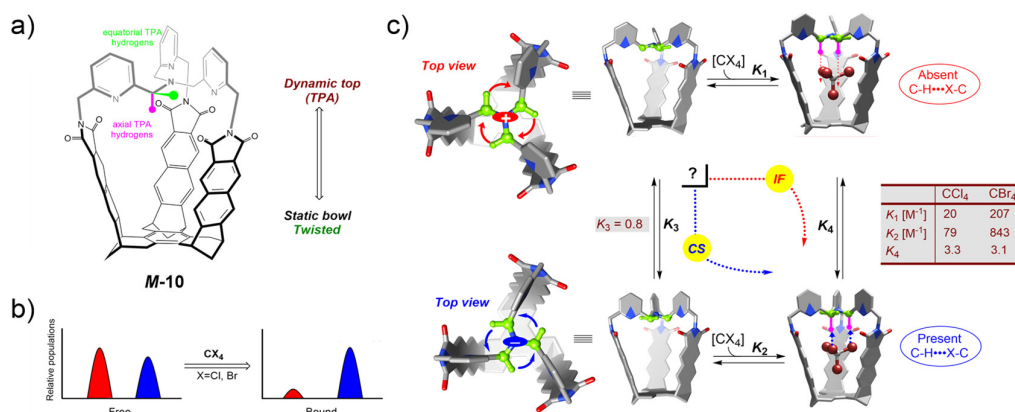 a)
equatorial TPA
hydrogens
N
N
N
N
O
O
N
O
O
N
O
O
N
axial TPA
hydrogens
Dynamic top
(TPA)
Static bowl
Twisted
M-10
b)
Relative populations
CX4
X=Cl, Br
Free
Bound
c)
Top view
+
[CX4]
K1
Absent
C-H•••X-C
?
IF
CS
K3 = 0.8
K3
K4
CCl4 CBr4
K1 [M-1] 20 207
K2 [M-1] 79 843
K4 3.3 3.1
Top view
−
[CX4]
K2
Present
C-H•••X-C